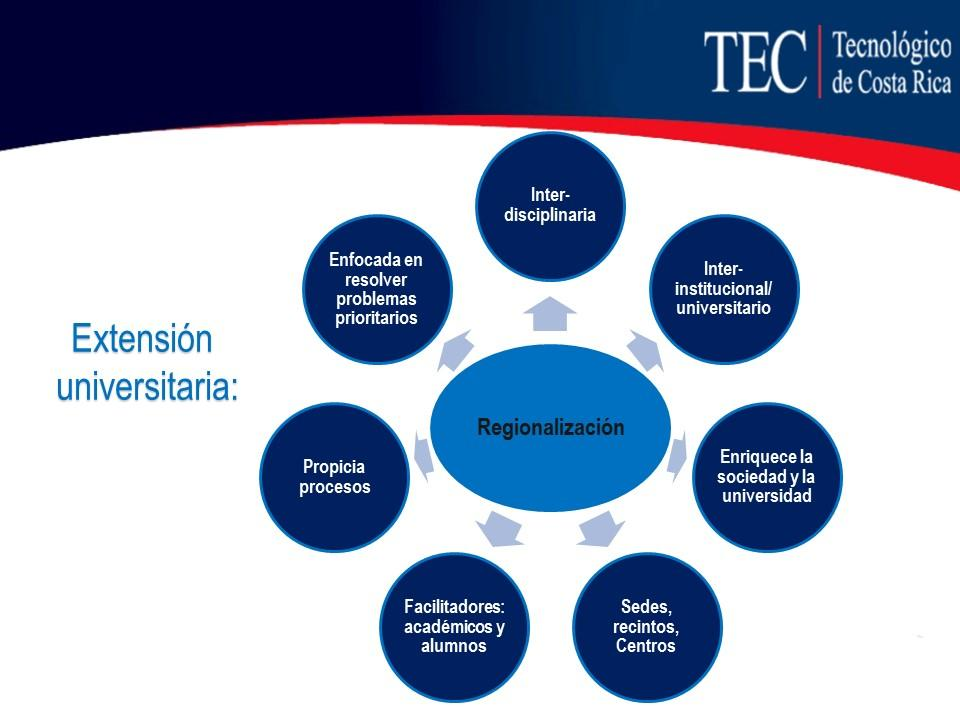 TEC
Tecnológico
de Costa Rica
Extensión
universitaria:
Inter-
disciplinaria
Inter-
institucional/
universitario
Enriquece la
sociedad y la
universidad
Sedes,
recintos,
Centros
Facilitadores:
académicos y
alumnos
Propicia
procesos
Enfocada en
resolver
problemas
prioritarios
Regionalización